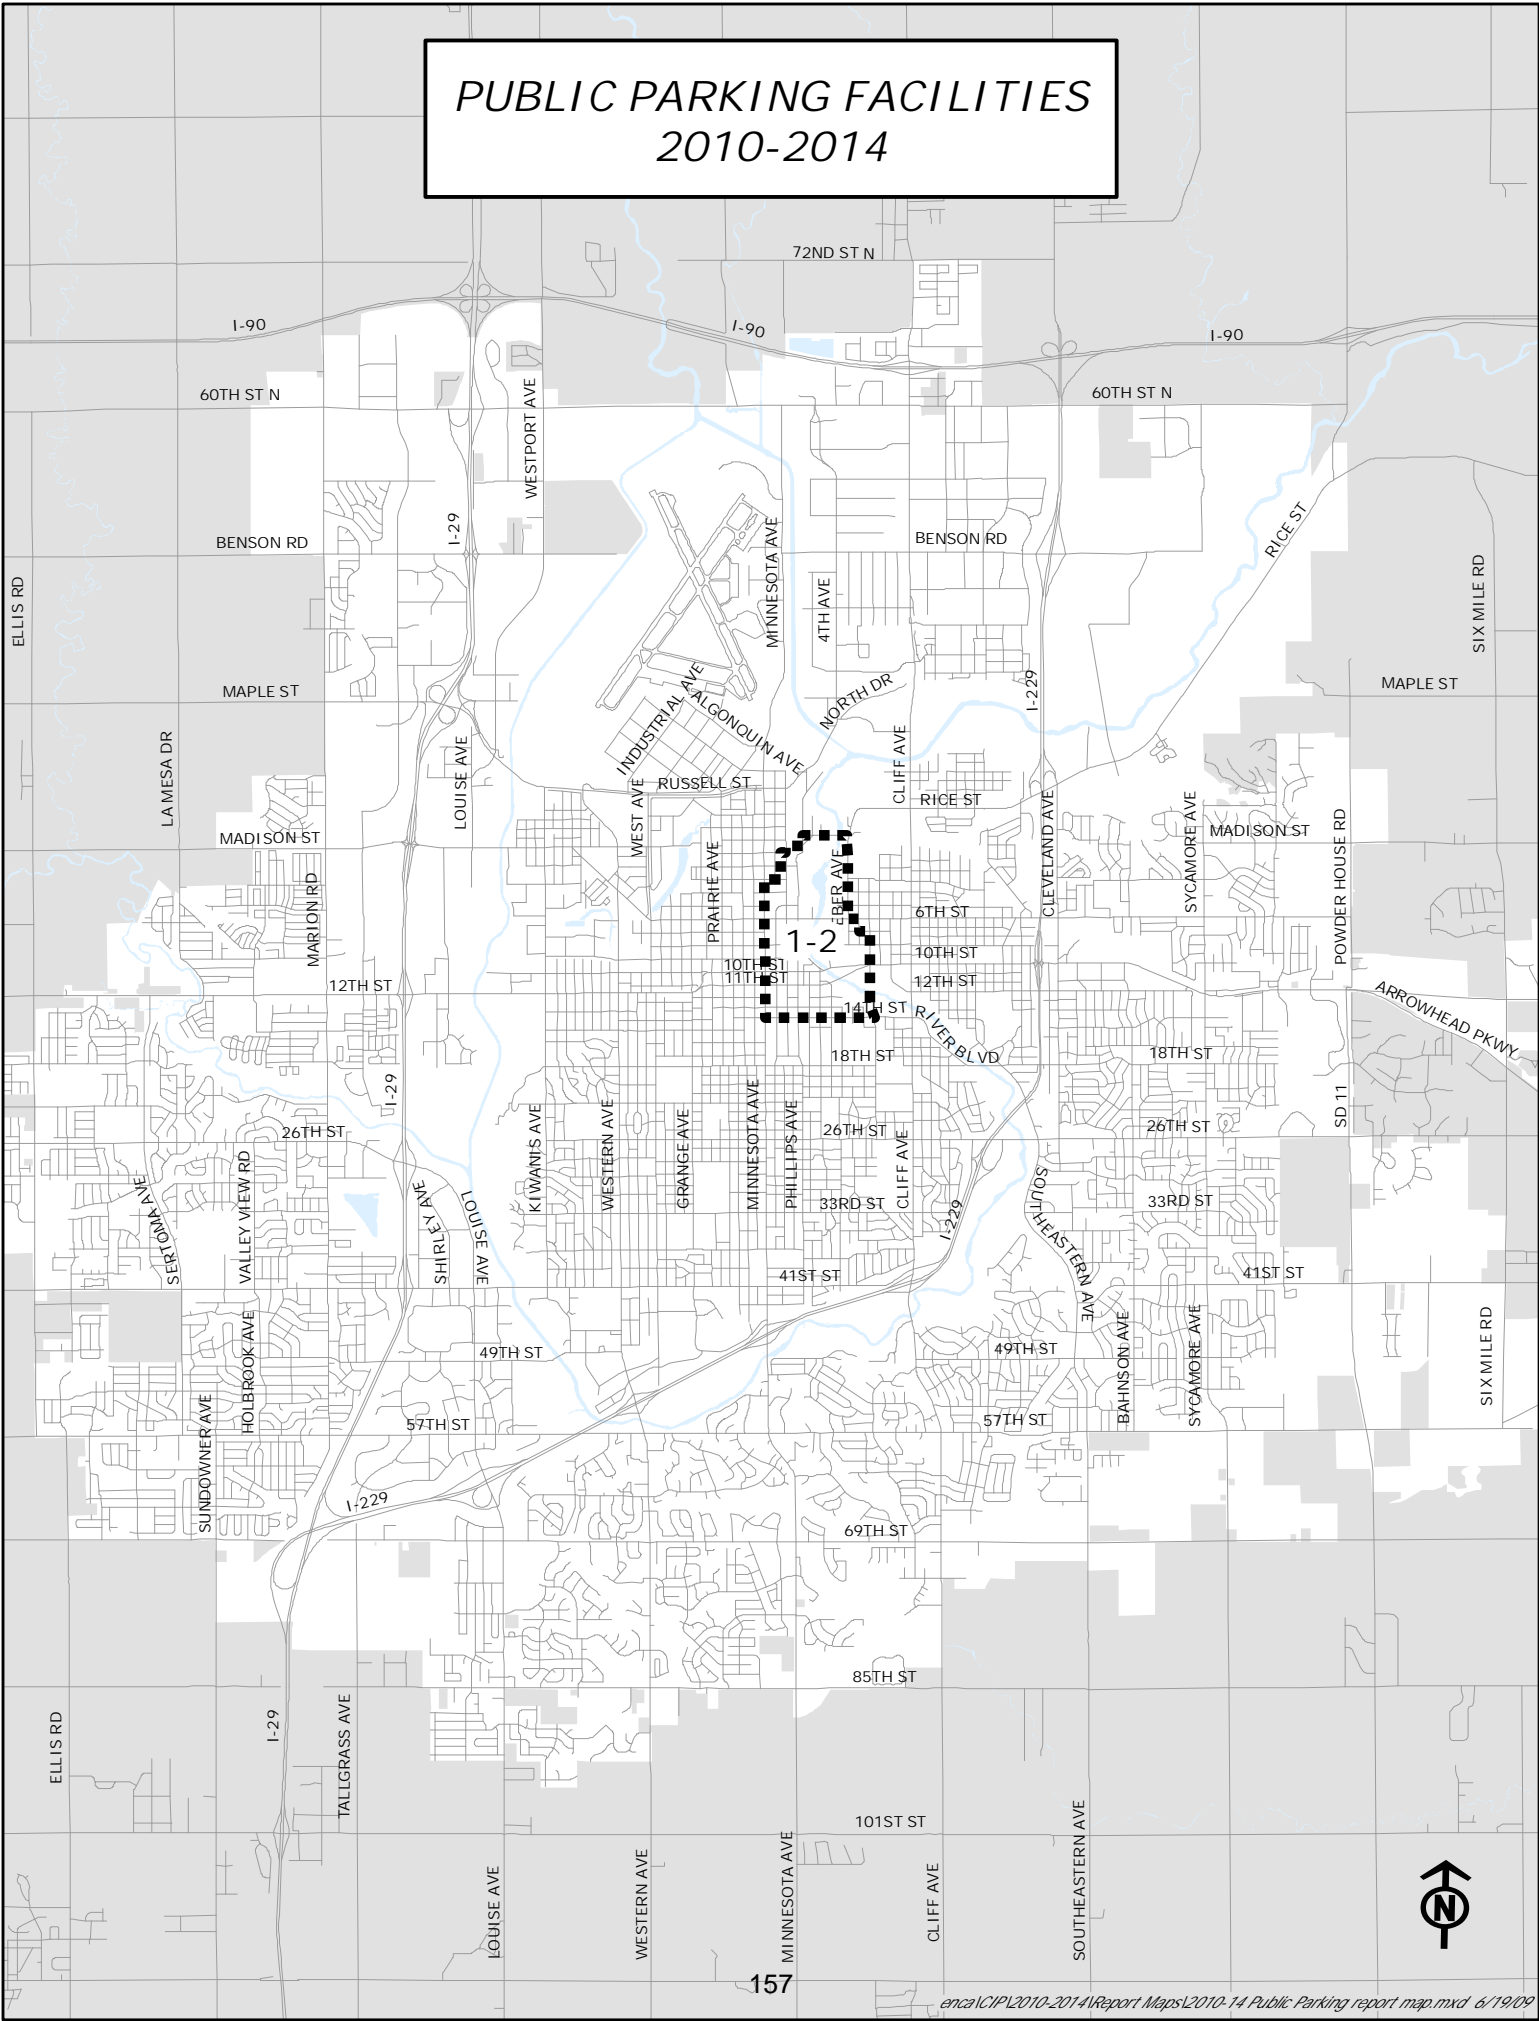 PUBLIC PARKING FACILITIES
2010-2014
72ND ST N
I-90
I-90
I-90
60TH ST N
60TH ST N
WESTPORT AVE
I-29
BENSON RD
BENSON RD
MINNESOTA AVE
4TH AVE
RICE ST
ELLIS RD
SIX MILE RD
MAPLE ST
MAPLE ST
I-229
INDUSTRIAL AVE
ALGONQUIN AVE
NORTH DR
LA MESA DR
LOUISE AVE
CLIFF AVE
RUSSELL ST
RICE ST
WEST AVE
CLEVELAND AVE
SYCAMORE AVE
MADISON ST
MADISON ST
POWDER HOUSE RD
PRAIRIE AVE
EBER AVE
MARION RD
6TH ST
1-2
10TH ST
10TH ST
11TH ST
12TH ST
12TH ST
14TH ST
RIVER BLVD
ARROWHEAD PKWY
18TH ST
18TH ST
I-29
SD 11
26TH ST
26TH ST
26TH ST
KIWANIS AVE
WESTERN AVE
GRANGE AVE
MINNESOTA AVE
PHILLIPS AVE
CLIFF AVE
33RD ST
33RD ST
SERTOMA AVE
VALLEY VIEW RD
SHIRLEY AVE
LOUISE AVE
I-229
SOUTHEASTERN AVE
41ST ST
41ST ST
HOLBROOK AVE
49TH ST
49TH ST
BAHNSON AVE
SYCAMORE AVE
SIX MILE RD
SUNDOWNER AVE
57TH ST
57TH ST
I-229
69TH ST
85TH ST
ELLIS RD
I-29
TALLGRASS AVE
101ST ST
LOUISE AVE
WESTERN AVE
MINNESOTA AVE
CLIFF AVE
SOUTHEASTERN AVE
N
157
enca\CIP\2010-2014\Report Maps\2010-14 Public Parking report map.mxd 6/19/09